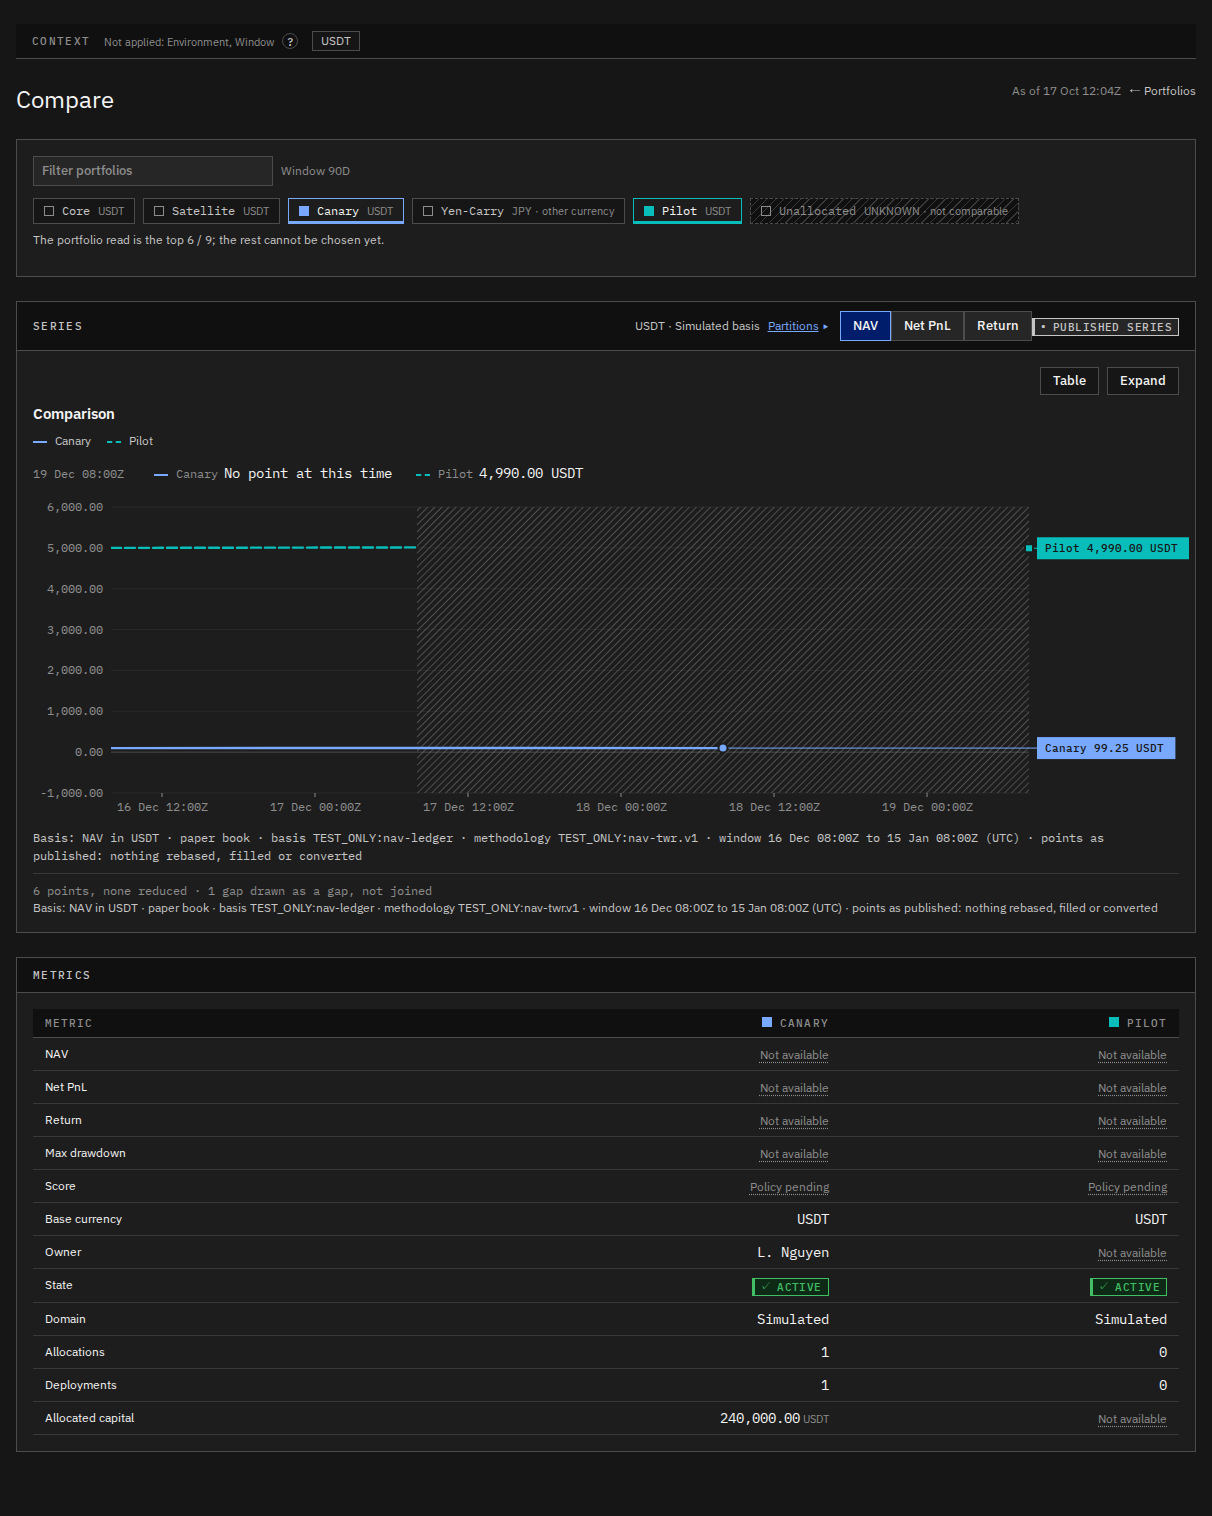 CONTEXT Not applied: Environment, Window ? USDT
Compare
As of 17 Oct 12:04Z ← Portfolios
Filter portfolios Window 90D
Core USDT Satellite USDT Canary USDT Yen-Carry JPY · other currency Pilot USDT Unallocated UNKNOWN · not comparable
The portfolio read is the top 6 / 9; the rest cannot be chosen yet.
SERIES USDT · Simulated basis Partitions ▸ NAV Net PnL Return • PUBLISHED SERIES
Table Expand
Comparison
Canary Pilot
19 Dec 08:00Z Canary No point at this time Pilot 4,990.00 USDT
6,000.00
5,000.00 Pilot 4,990.00 USDT
4,000.00
3,000.00
2,000.00
1,000.00
0.00 Canary 99.25 USDT
-1,000.00
16 Dec 12:00Z 17 Dec 00:00Z 17 Dec 12:00Z 18 Dec 00:00Z 18 Dec 12:00Z 19 Dec 00:00Z
Basis: NAV in USDT · paper book · basis TEST_ONLY:nav-ledger · methodology TEST_ONLY:nav-twr.v1 · window 16 Dec 08:00Z to 15 Jan 08:00Z (UTC) · points as
published: nothing rebased, filled or converted
6 points, none reduced · 1 gap drawn as a gap, not joined
Basis: NAV in USDT · paper book · basis TEST_ONLY:nav-ledger · methodology TEST_ONLY:nav-twr.v1 · window 16 Dec 08:00Z to 15 Jan 08:00Z (UTC) · points as published: nothing rebased, filled or converted
METRICS
METRIC CANARY PILOT
NAV Not available Not available
Net PnL Not available Not available
Return Not available Not available
Max drawdown Not available Not available
Score Policy pending Policy pending
Base currency USDT USDT
Owner L. Nguyen Not available
State ✓ ACTIVE ✓ ACTIVE
Domain Simulated Simulated
Allocations 1 0
Deployments 1 0
Allocated capital 240,000.00 USDT Not available